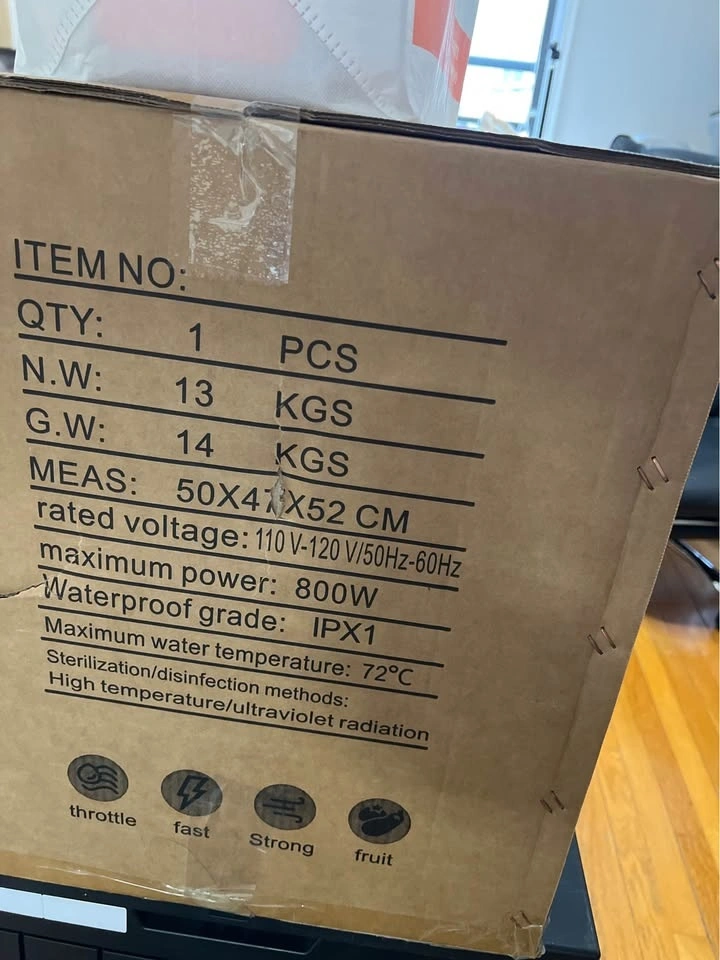 ITEM NO:
QTY: 1 PCS
N.W: 13 KGS
G.W: 14 KGS
MEAS: 50X47X52 CM
rated voltage: 110 V-120 V/50Hz-60Hz
maximum power: 800W
Waterproof grade: IPX1
Maximum water temperature: 72℃
Sterilization/disinfection methods:
High temperature/ultraviolet radiation
throttle fast Strong fruit